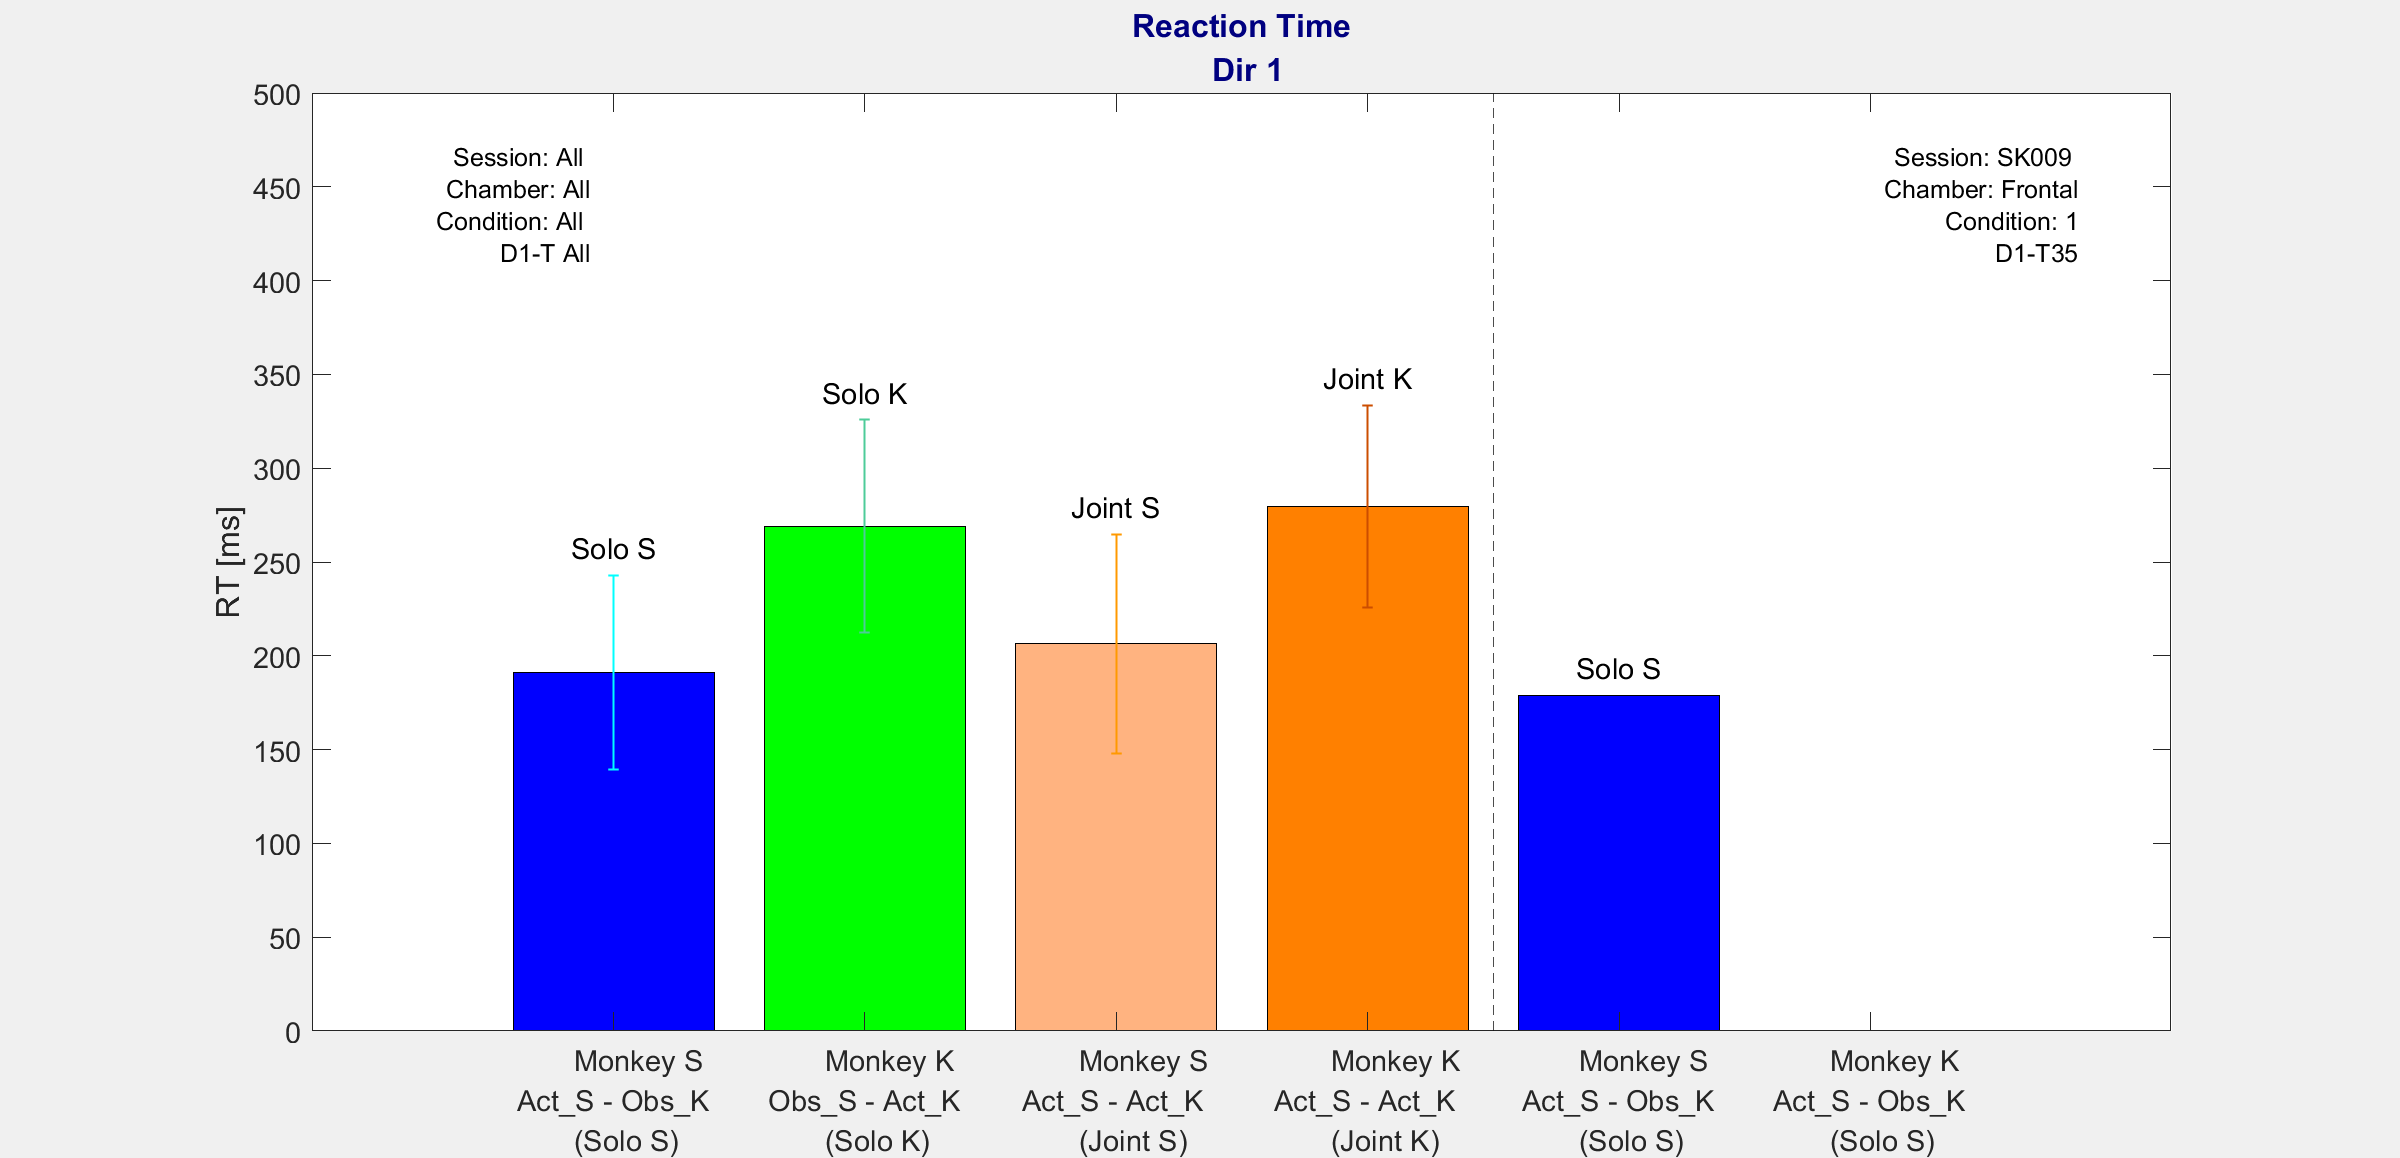 Reaction Time
Dir 1
500
450
400
350
300
250
200
150
100
50
0
RT [ms]
Session: All
Chamber: All
Condition: All
D1-T All
Session: SK009
Chamber: Frontal
Condition: 1
D1-T35
Solo S
Solo K
Joint S
Joint K
Solo S
Monkey S
Act_S - Obs_K
(Solo S)
Monkey K
Obs_S - Act_K
(Solo K)
Monkey S
Act_S - Act_K
(Joint S)
Monkey K
Act_S - Act_K
(Joint K)
Monkey S
Act_S - Obs_K
(Solo S)
Monkey K
Act_S - Obs_K
(Solo S)